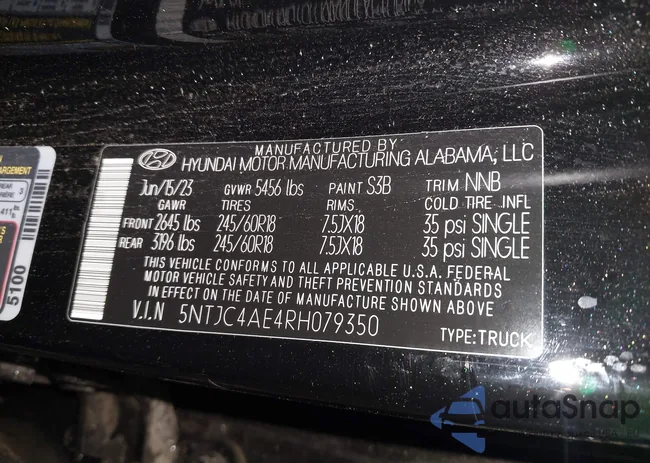 MANUFACTURED BY
HYUNDAI MOTOR MANUFACTURING ALABAMA, LLC
Jun/15/23 GVWR 5456 lbs PAINT S3B TRIM NNB
GAWR TIRES RIMS. COLD TIRE. INFL
FRONT 2645 lbs 245/60R18 7.5JX18 35 psi SINGLE
REAR 3196 lbs 245/60R18 7.5JX18 35 psi SINGLE
THIS VEHICLE CONFORMS TO ALL APPLICABLE U.S.A. FEDERAL
MOTOR VEHICLE SAFETY AND THEFT PREVENTION STANDARDS
IN EFFECT ON THE DATE OF MANUFACTURE SHOWN ABOVE
V.I.N 5NTJC4AE4RH079350
TYPE:TRUCK
5100
autoSnap